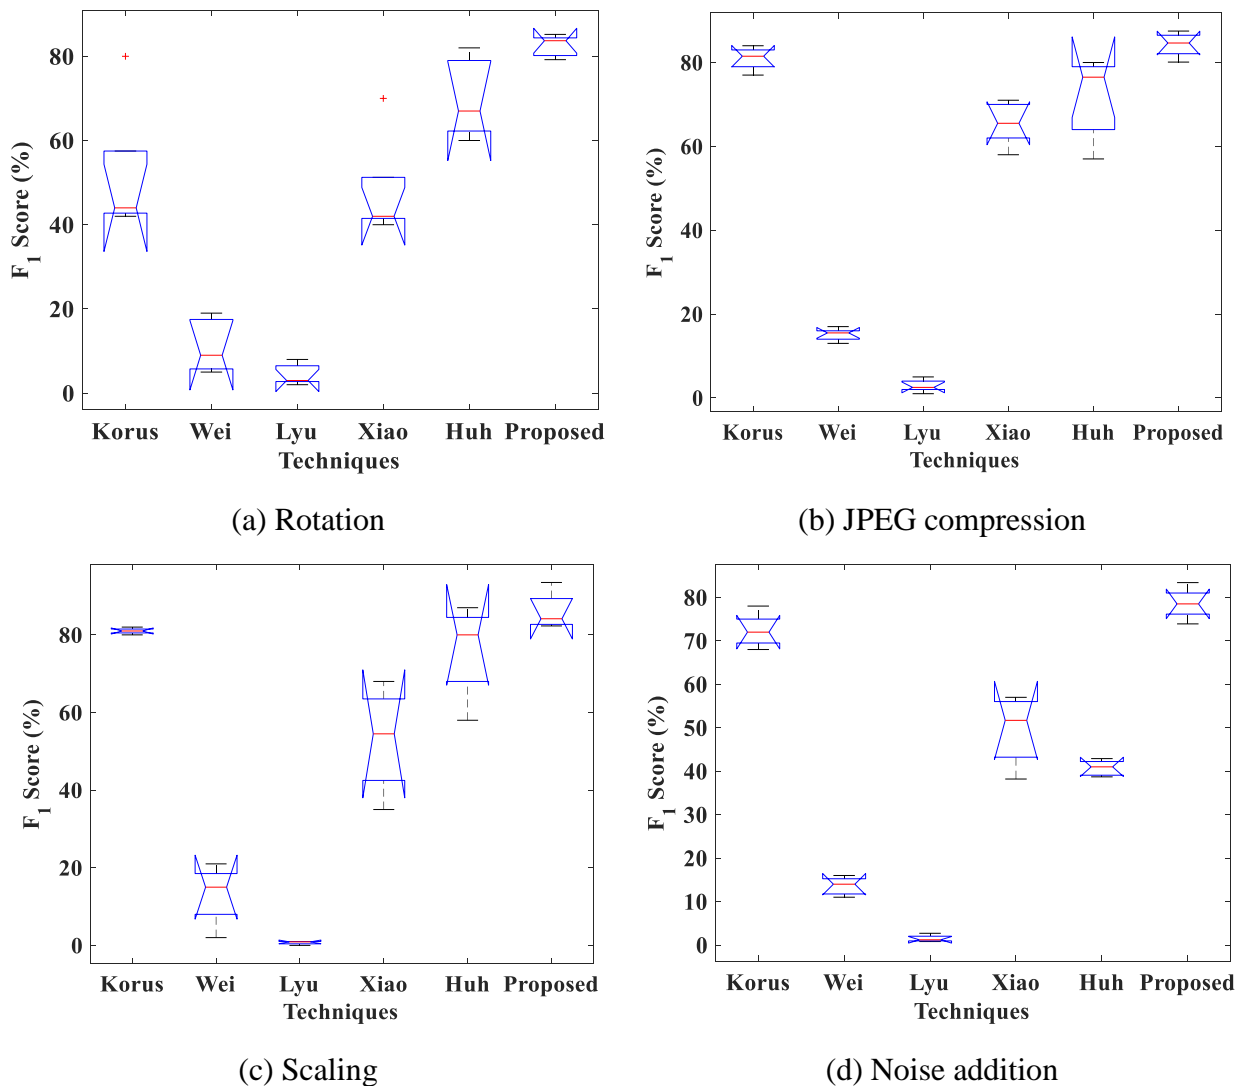 80
60
40
20
0
F1 Score (%)
Korus Wei Lyu Xiao Huh Proposed
Techniques
(a) Rotation
80
60
40
20
0
F1 Score (%)
Korus Wei Lyu Xiao Huh Proposed
Techniques
(b) JPEG compression
80
60
40
20
0
F1 Score (%)
Korus Wei Lyu Xiao Huh Proposed
Techniques
(c) Scaling
80
70
60
50
40
30
20
10
0
F1 Score (%)
Korus Wei Lyu Xiao Huh Proposed
Techniques
(d) Noise addition